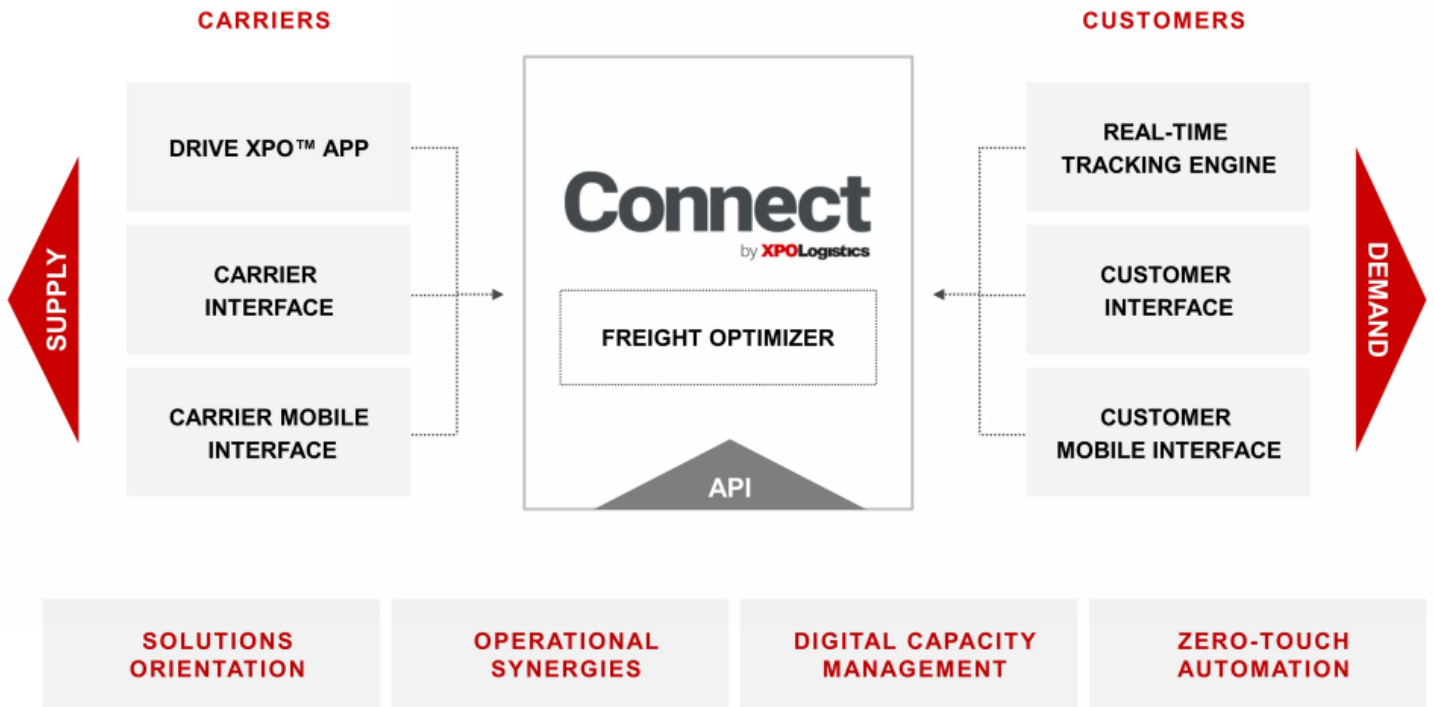 CARRIERS
CUSTOMERS
SUPPLY
DRIVE XPO™ APP
CARRIER
INTERFACE
CARRIER MOBILE
INTERFACE
Connect
by XPOLogistics
FREIGHT OPTIMIZER
API
REAL-TIME
TRACKING ENGINE
CUSTOMER
INTERFACE
CUSTOMER
MOBILE INTERFACE
DEMAND
SOLUTIONS
ORIENTATION
OPERATIONAL
SYNERGIES
DIGITAL CAPACITY
MANAGEMENT
ZERO-TOUCH
AUTOMATION